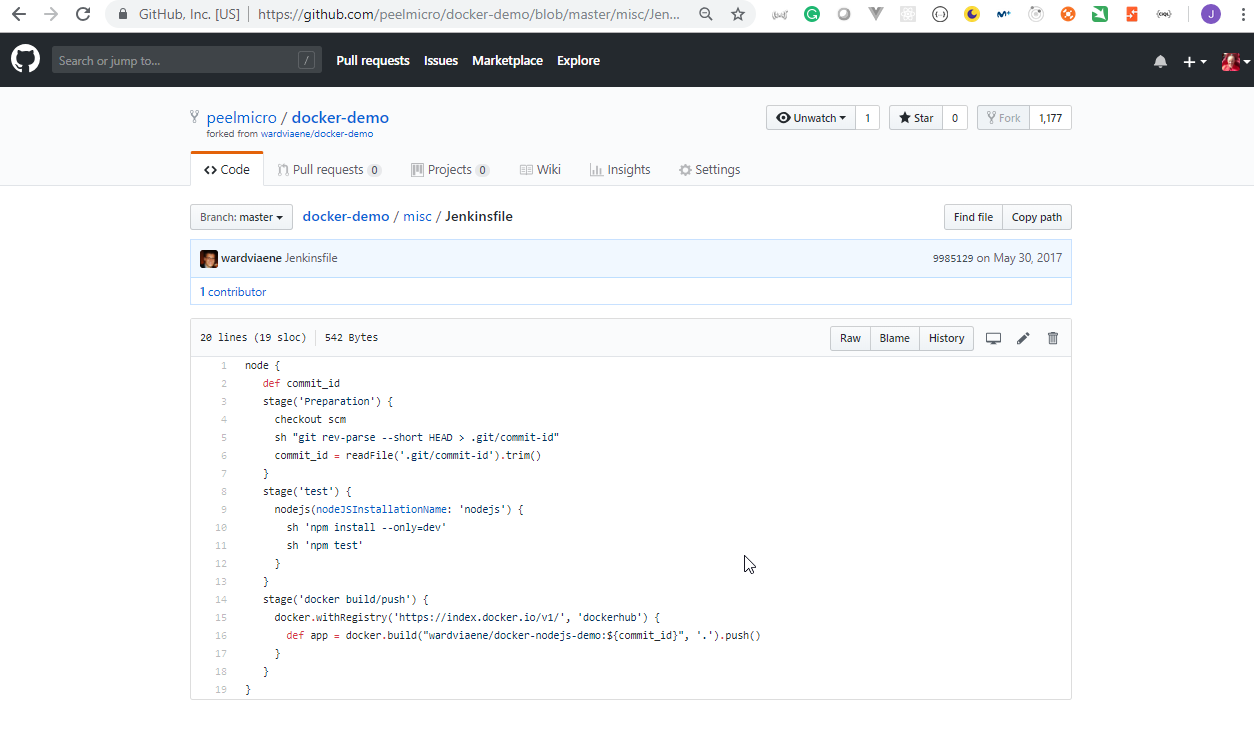 GitHub, Inc. [US] | https://github.com/peelmicro/docker-demo/blob/master/misc/Jen...
J
Search or jump to... /
Pull requests Issues Marketplace Explore
peelmicro / docker-demo
forked from wardviaene/docker-demo
Unwatch 1 Star 0 Fork 1,177
Code Pull requests 0 Projects 0 Wiki Insights Settings
Branch: master docker-demo / misc / Jenkinsfile Find file Copy path
wardviaene Jenkinsfile 9985129 on May 30, 2017
1 contributor
20 lines (19 sloc) 542 Bytes Raw Blame History
1 node {
2 def commit_id
3 stage('Preparation') {
4 checkout scm
5 sh "git rev-parse --short HEAD > .git/commit-id"
6 commit_id = readFile('.git/commit-id').trim()
7 }
8 stage('test') {
9 nodejs(nodeJSInstallationName: 'nodejs') {
10 sh 'npm install --only=dev'
11 sh 'npm test'
12 }
13 }
14 stage('docker build/push') {
15 docker.withRegistry('https://index.docker.io/v1/', 'dockerhub') {
16 def app = docker.build("wardviaene/docker-nodejs-demo:${commit_id}", '.').push()
17 }
18 }
19 }